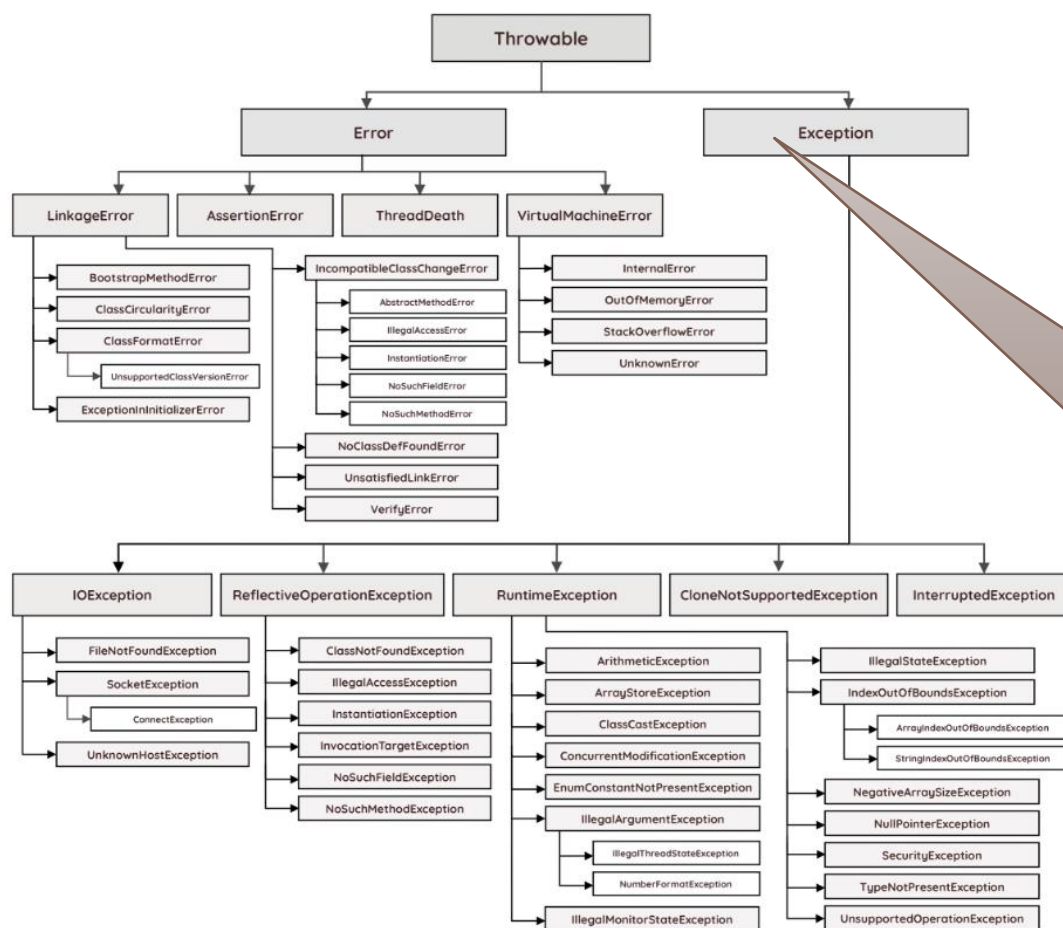 Throwable
Error
Exception
LinkageError
AssertionError
ThreadDeath
VirtualMachineError
BootstrapMethodError
ClassCircularityError
ClassFormatError
UnsupportedClassVersionError
ExceptionInInitializerError
IncompatibleClassChangeError
AbstractMethodError
IllegalAccessError
InstantiationError
NoSuchFieldError
NoSuchMethodError
NoClassDefFoundError
UnsatisfiedLinkError
VerifyError
InternalError
OutOfMemoryError
StackOverflowError
UnknownError
IOException
ReflectiveOperationException
RuntimeException
CloneNotSupportedException
InterruptedException
FileNotFoundException
SocketException
ConnectException
UnknownHostException
ClassNotFoundException
IllegalAccessException
InstantiationException
InvocationTargetException
NoSuchFieldException
NoSuchMethodException
ArithmeticException
ArrayStoreException
ClassCastException
ConcurrentModificationException
EnumConstantNotPresentException
IllegalArgumentException
IllegalThreadStateException
NumberFormatException
IllegalMonitorStateException
IllegalStateException
IndexOutOfBoundsException
ArrayIndexOutOfBoundsException
StringIndexOutOfBoundsException
NegativeArraySizeException
NullPointerException
SecurityException
TypeNotPresentException
UnsupportedOperationException